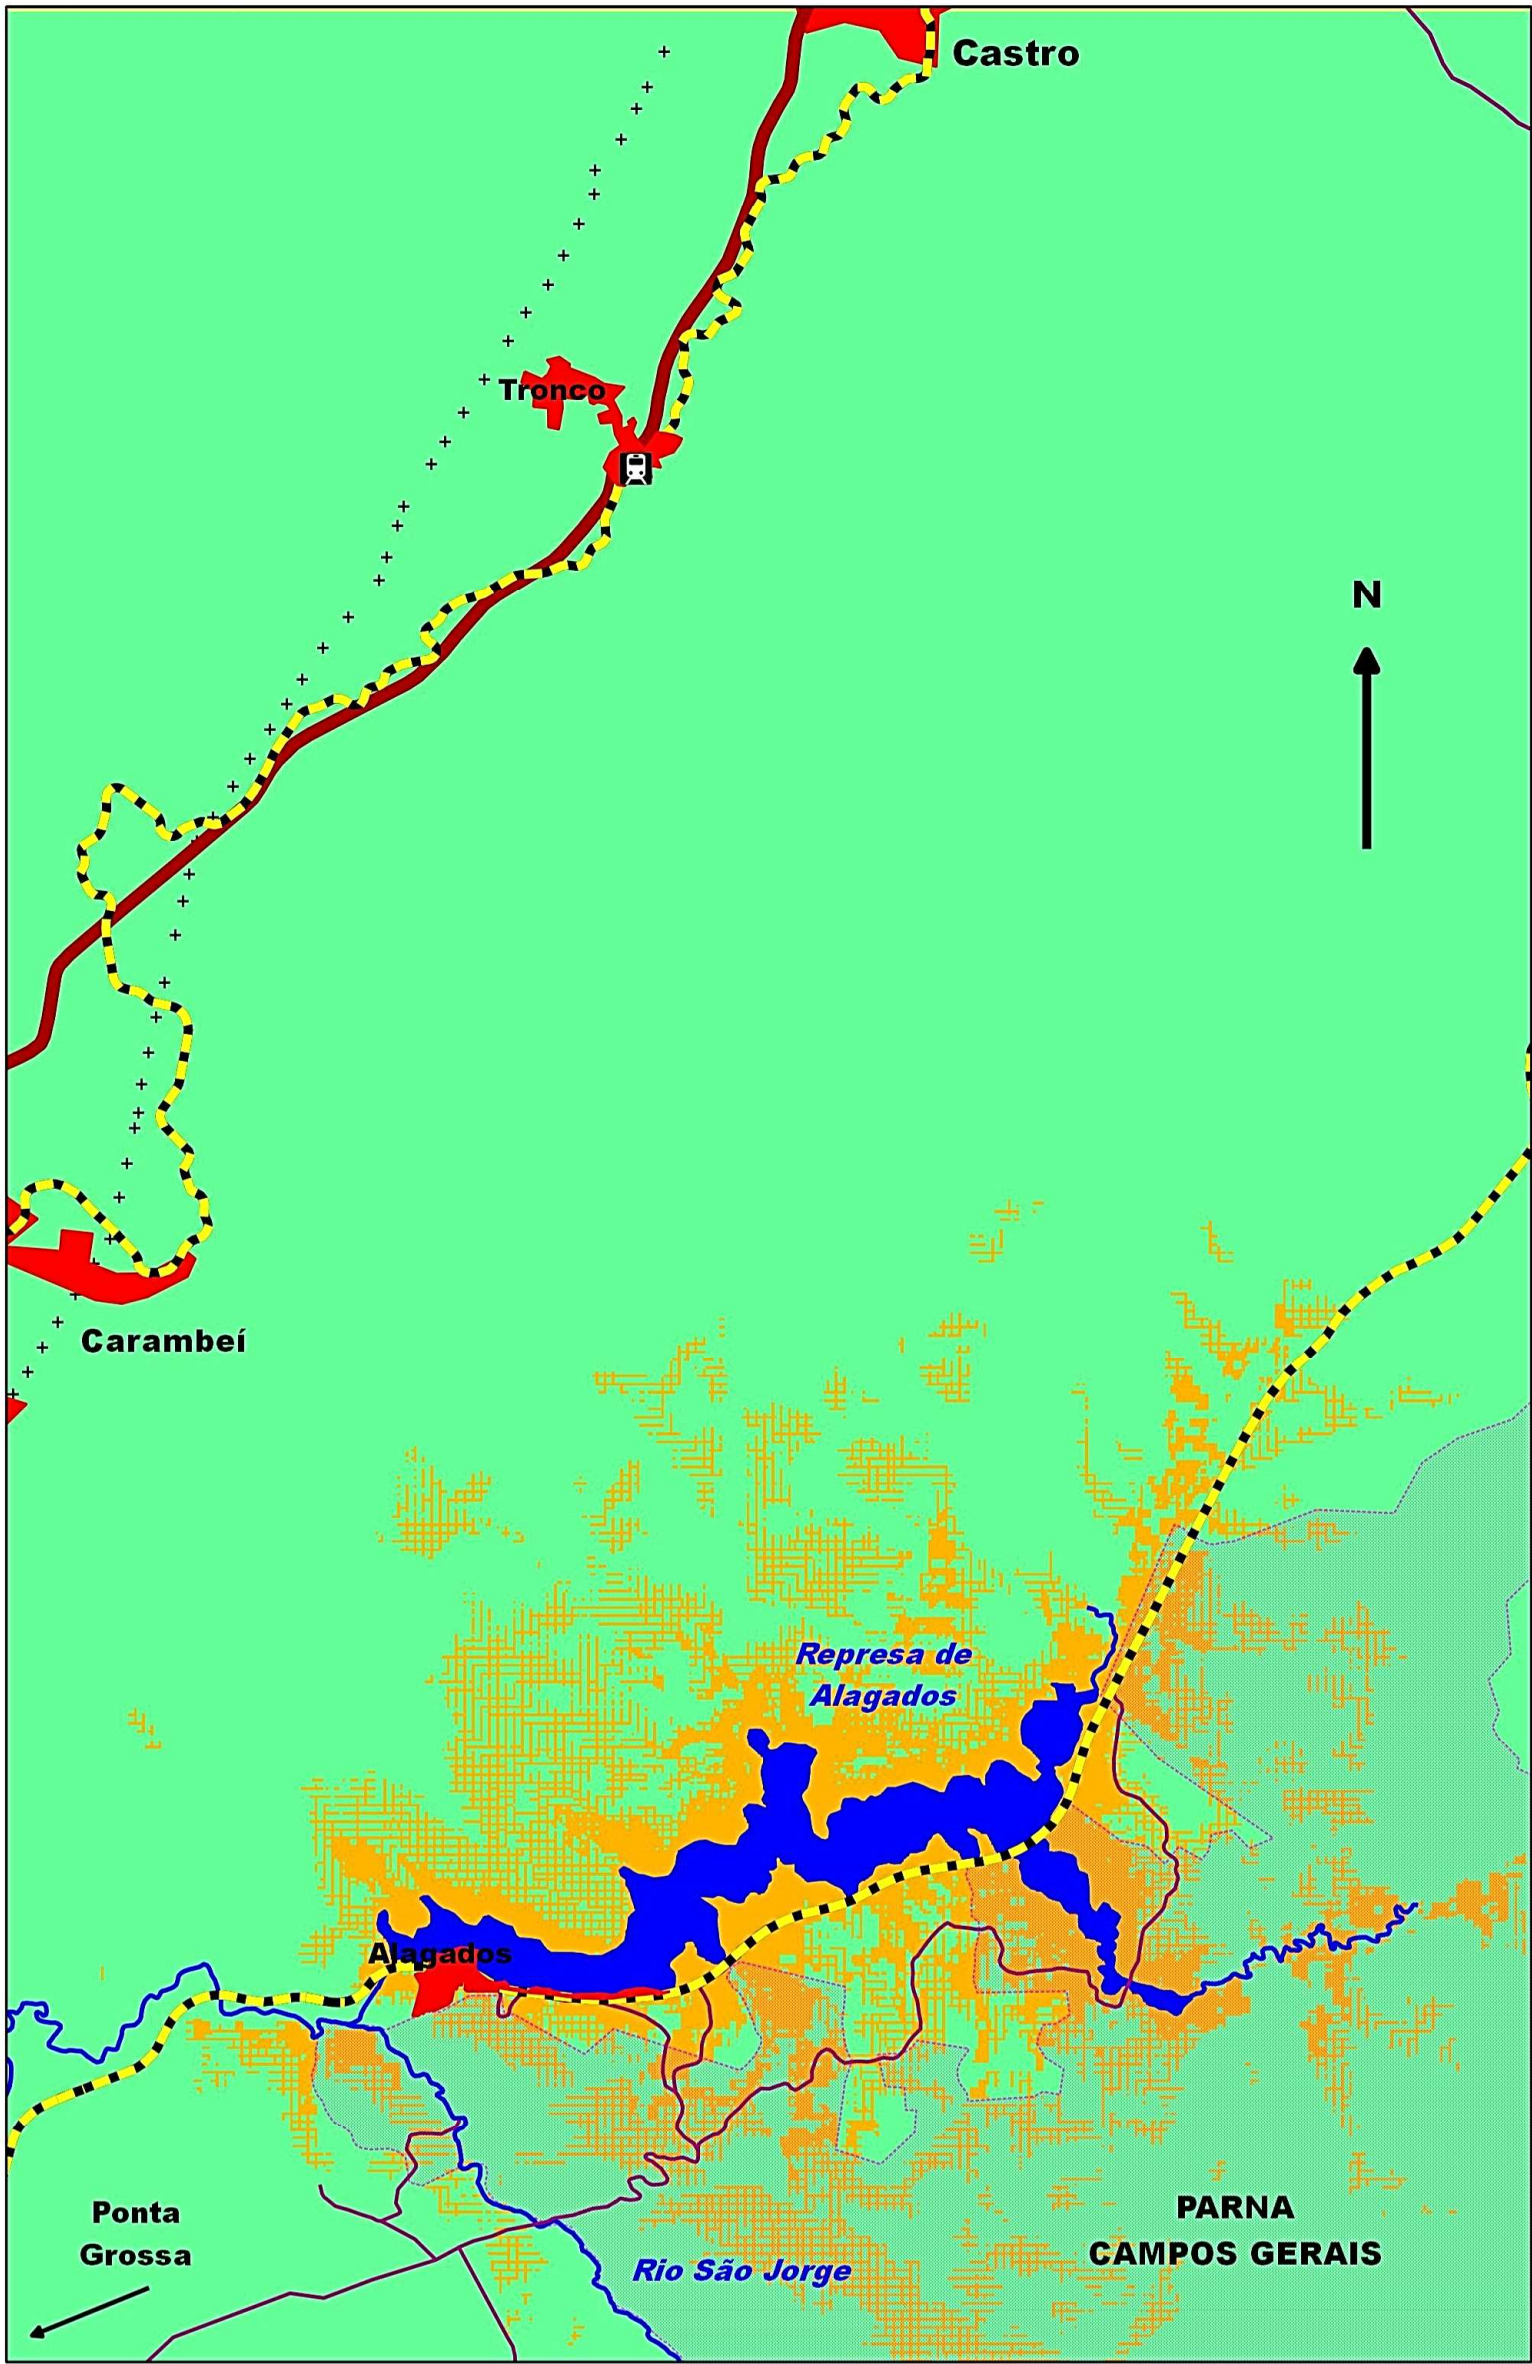 Castro
Tronco
N
Carambeí
Represa de
Alagados
Alagados
Ponta
Grossa
PARNA
CAMPOS GERAIS
Rio São Jorge